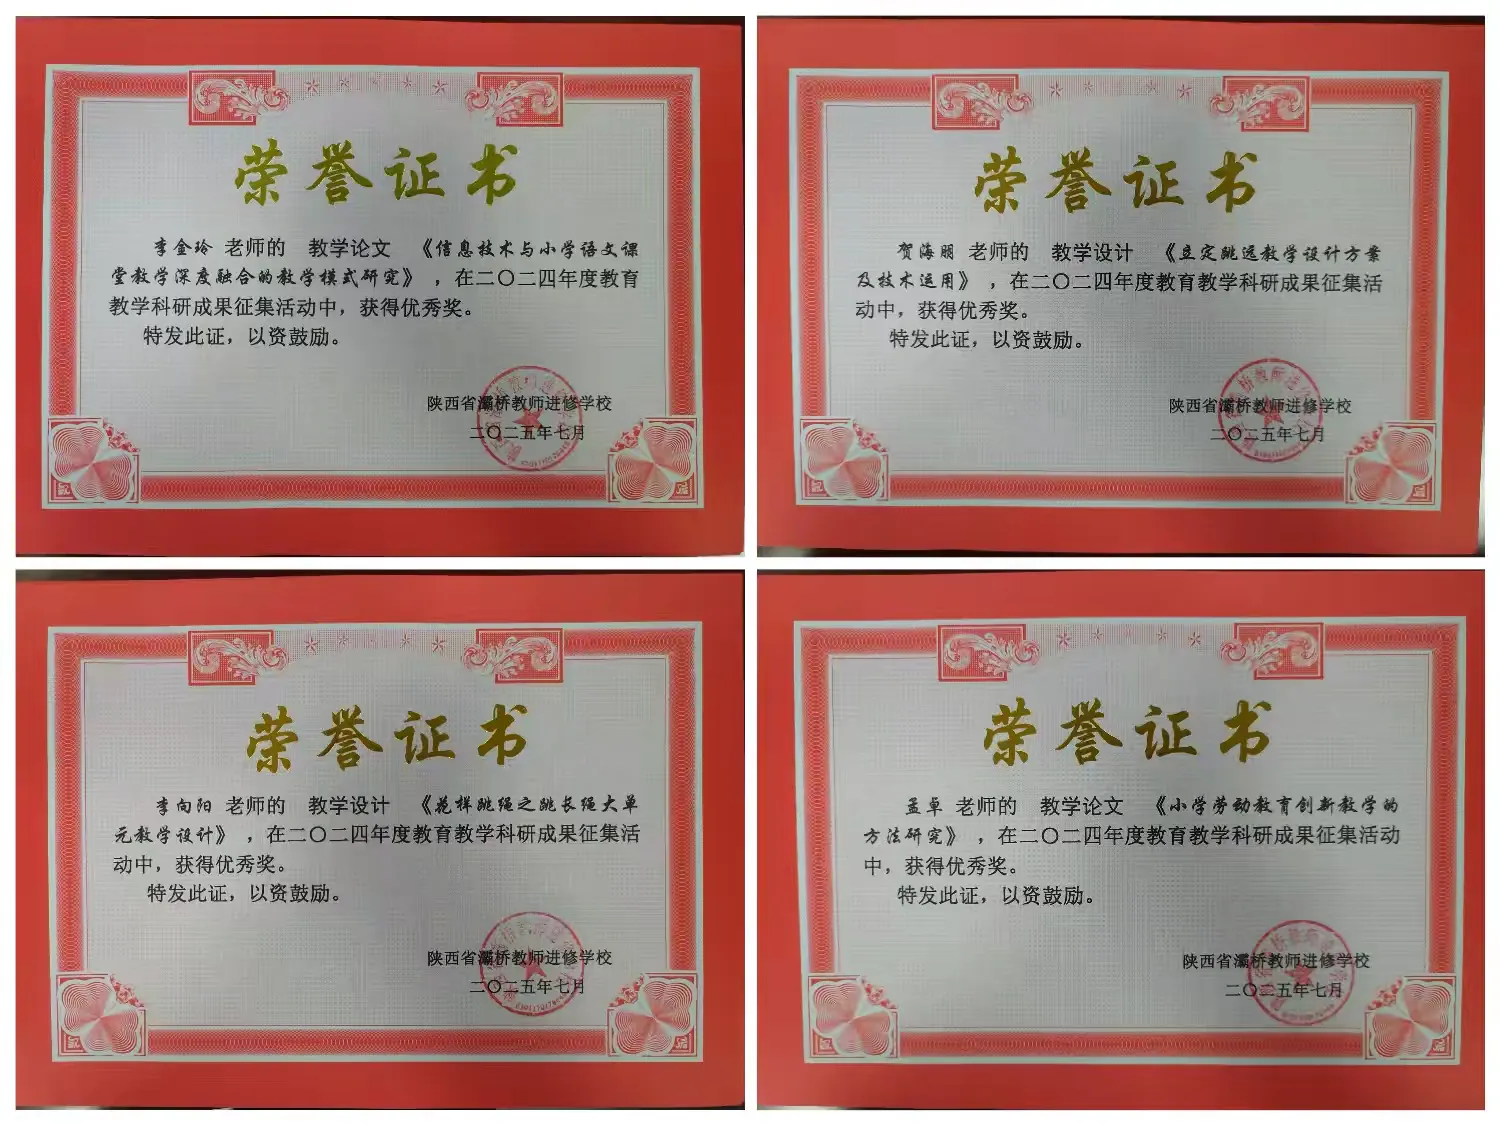 荣誉证书
李金玲 老师的 教学论文 《信息技术与小学语文课
堂教学深度融合的教学模式研究》，在二〇二四年度教育
教学科研成果征集活动中，获得优秀奖。
特发此证，以资鼓励。
陕西省灞桥教师进修学校
二〇二五年七月
荣誉证书
贺海丽 老师的 教学设计 《立定跳远教学设计方案
及技术运用》，在二〇二四年度教育教学科研成果征集活
动中，获得优秀奖。
特发此证，以资鼓励。
陕西省灞桥教师进修学校
二〇二五年七月
荣誉证书
李向阳 老师的 教学设计 《花样跳绳之跳长绳大单
元教学设计》，在二〇二四年度教育教学科研成果征集活
动中，获得优秀奖。
特发此证，以资鼓励。
陕西省灞桥教师进修学校
二〇二五年七月
荣誉证书
孟卓 老师的 教学论文 《小学劳动教育创新教学的
方法研究》，在二〇二四年度教育教学科研成果征集活动
中，获得优秀奖。
特发此证，以资鼓励。
陕西省灞桥教师进修学校
二〇二五年七月